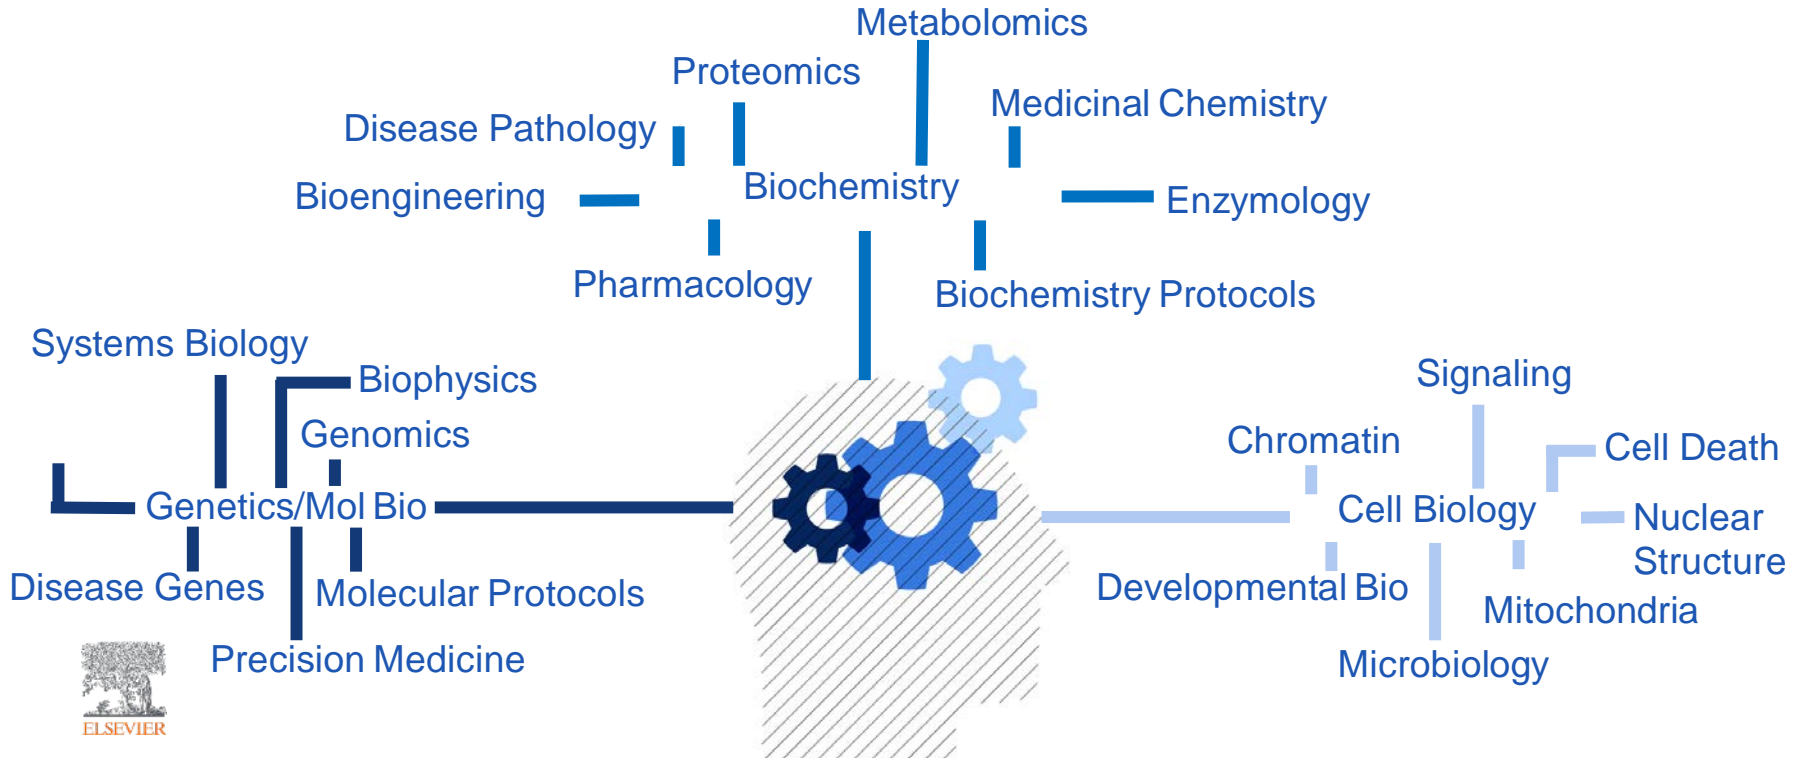 Metabolomics
Proteomics
Medicinal Chemistry
Disease Pathology
Biochemistry
Bioengineering
Enzymology
Pharmacology
Biochemistry Protocols
Systems Biology
Biophysics
Genomics
Genetics/Mol Bio
Disease Genes
Molecular Protocols
Precision Medicine
Signaling
Chromatin
Cell Death
Cell Biology
Nuclear
Structure
Developmental Bio
Mitochondria
Microbiology
ELSEVIER